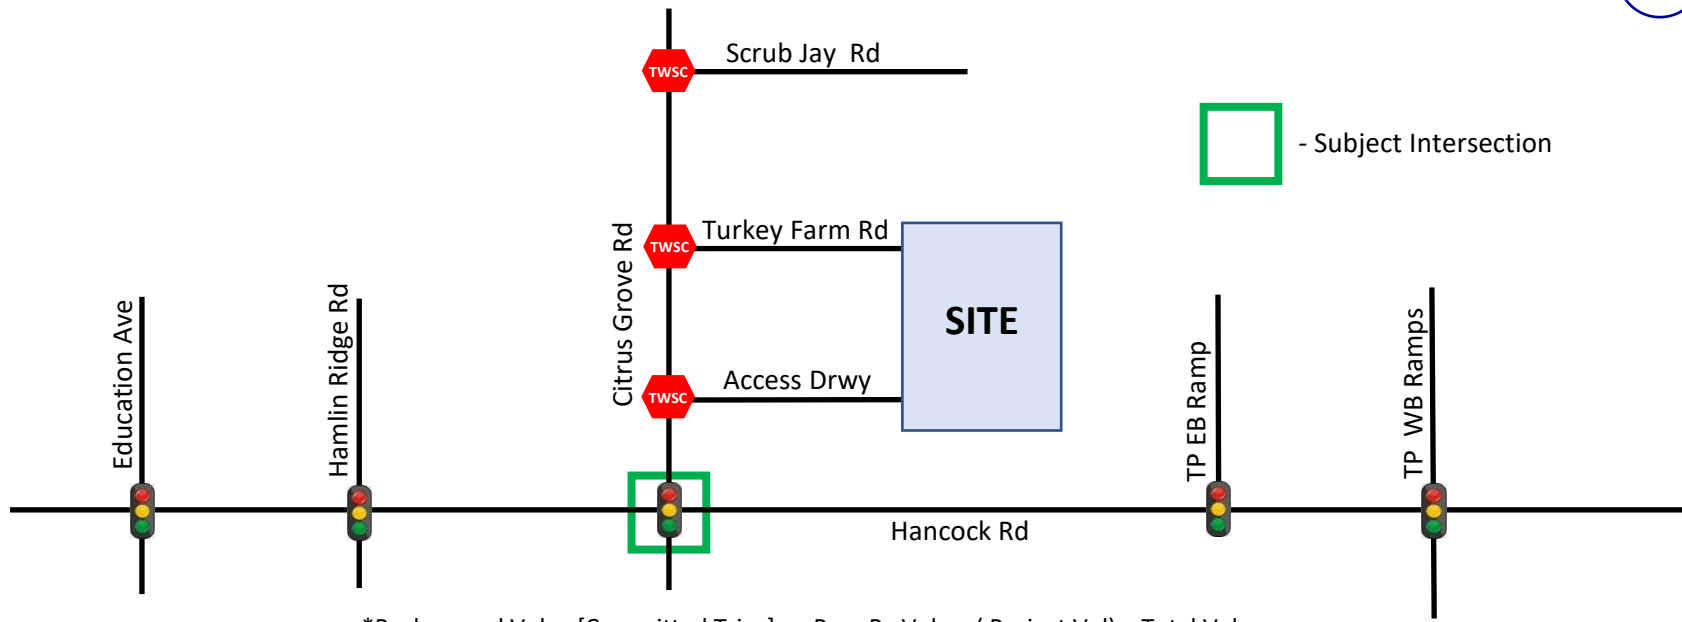 Scrub Jay Rd
TWSC
- Subject Intersection
Turkey Farm Rd
TWSC
Citrus Grove Rd
SITE
Education Ave
Hamlin Ridge Rd
Access Drwy
TWSC
TP EB Ramp
TP WB Ramps
Hancock Rd